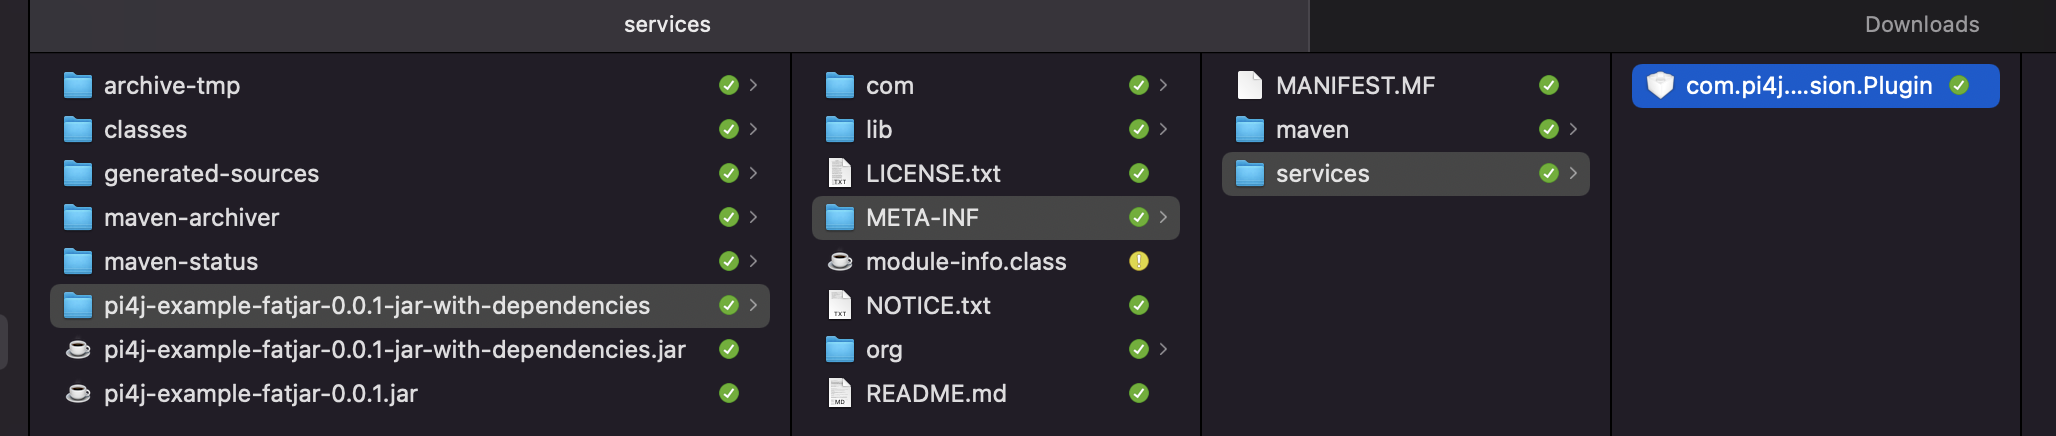 services
Downloads
archive-tmp
classes
generated-sources
maven-archiver
maven-status
pi4j-example-fatjar-0.0.1-jar-with-dependencies
pi4j-example-fatjar-0.0.1-jar-with-dependencies.jar
pi4j-example-fatjar-0.0.1.jar
com
lib
TXT
LICENSE.txt
META-INF
module-info.class
TXT
NOTICE.txt
org
MD
README.md
MANIFEST.MF
maven
services
com.pi4j....sion.Plugin